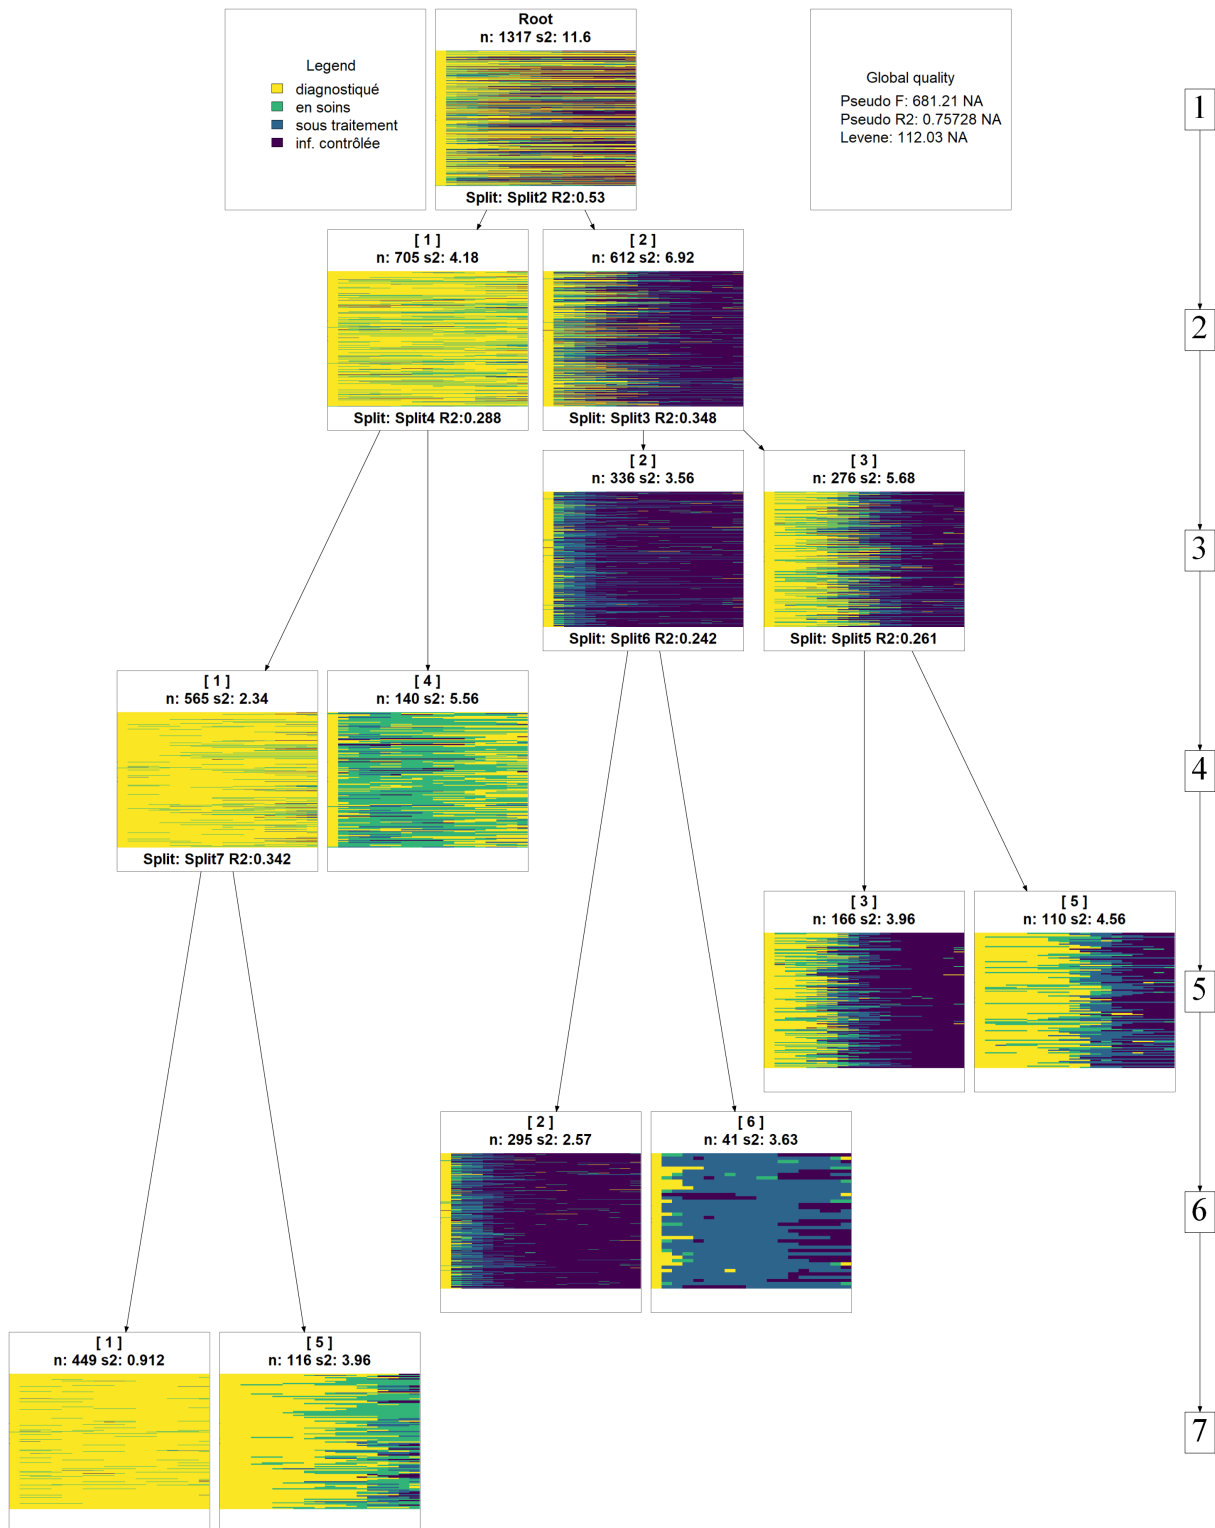 Legend
diagnostiqué
en soins
sous traitement
inf. contrôlée
Root
n: 1317 s2: 11.6
Split: Split2 R2:0.53
Global quality
Pseudo F: 681.21 NA
Pseudo R2: 0.75728 NA
Levene: 112.03 NA
1
[ 1 ]
n: 705 s2: 4.18
Split: Split4 R2:0.288
[ 2 ]
n: 612 s2: 6.92
Split: Split3 R2:0.348
2
[ 2 ]
n: 336 s2: 3.56
Split: Split6 R2:0.242
[ 3 ]
n: 276 s2: 5.68
Split: Split5 R2:0.261
3
[ 1 ]
n: 565 s2: 2.34
Split: Split7 R2:0.342
[ 4 ]
n: 140 s2: 5.56
4
[ 3 ]
n: 166 s2: 3.96
[ 5 ]
n: 110 s2: 4.56
5
[ 2 ]
n: 295 s2: 2.57
[ 6 ]
n: 41 s2: 3.63
6
[ 1 ]
n: 449 s2: 0.912
[ 5 ]
n: 116 s2: 3.96
7